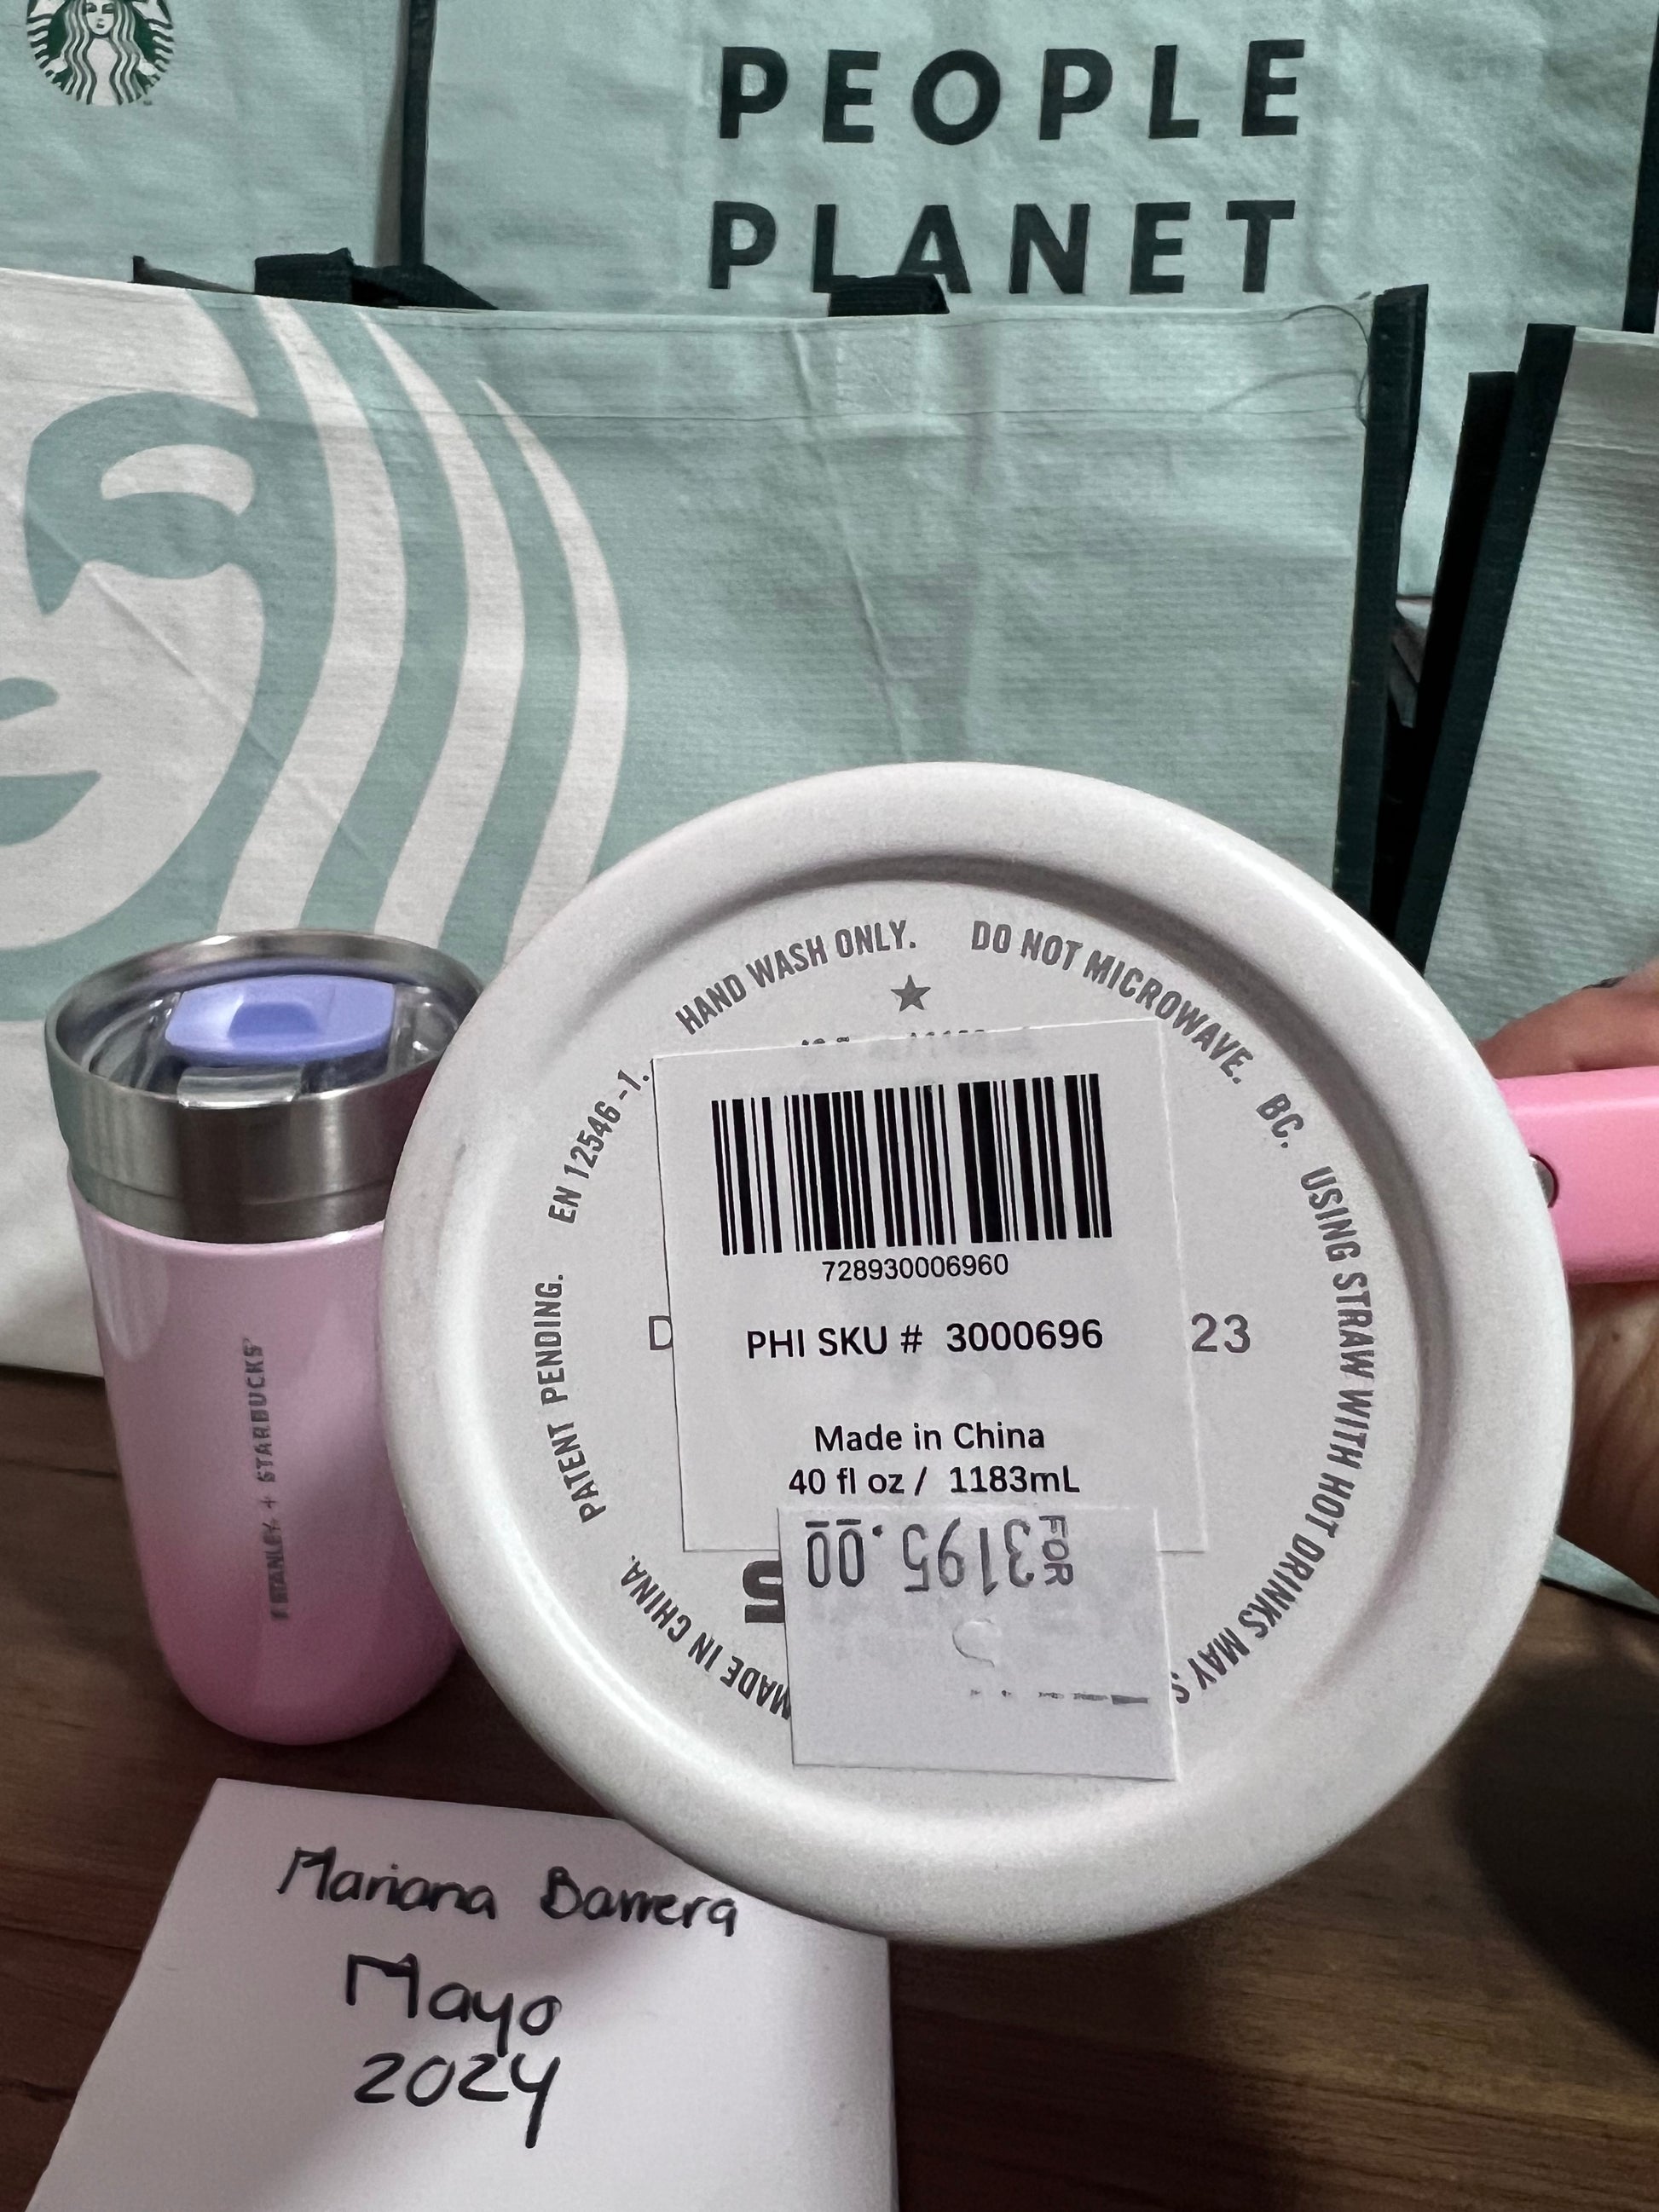 PEOPLE
PLANET
HAND WASH ONLY. DO NOT MICROWAVE. BC. USING STRAW WITH HOT DRINKS MAY
MADE IN CHINA. PATENT PENDING. EN 12546-1.
728930006960
PHI SKU # 3000696
23
Made in China
40 fl oz / 1183mL
FOR
3195.00
STANLEY + STARBUCKS
Mariana Barrera
Mayo
2024